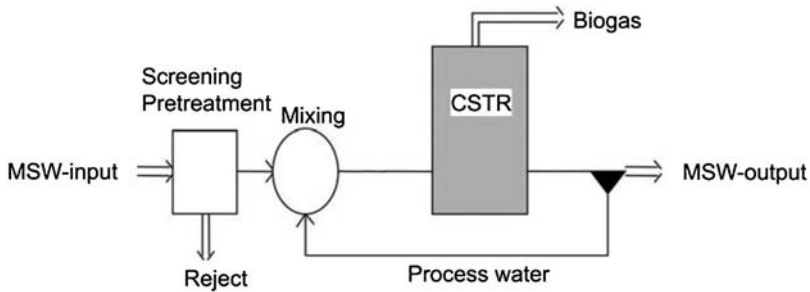 Biogas
Screening
Pretreatment
Mixing
CSTR
MSW-input
MSW-output
Reject
Process water